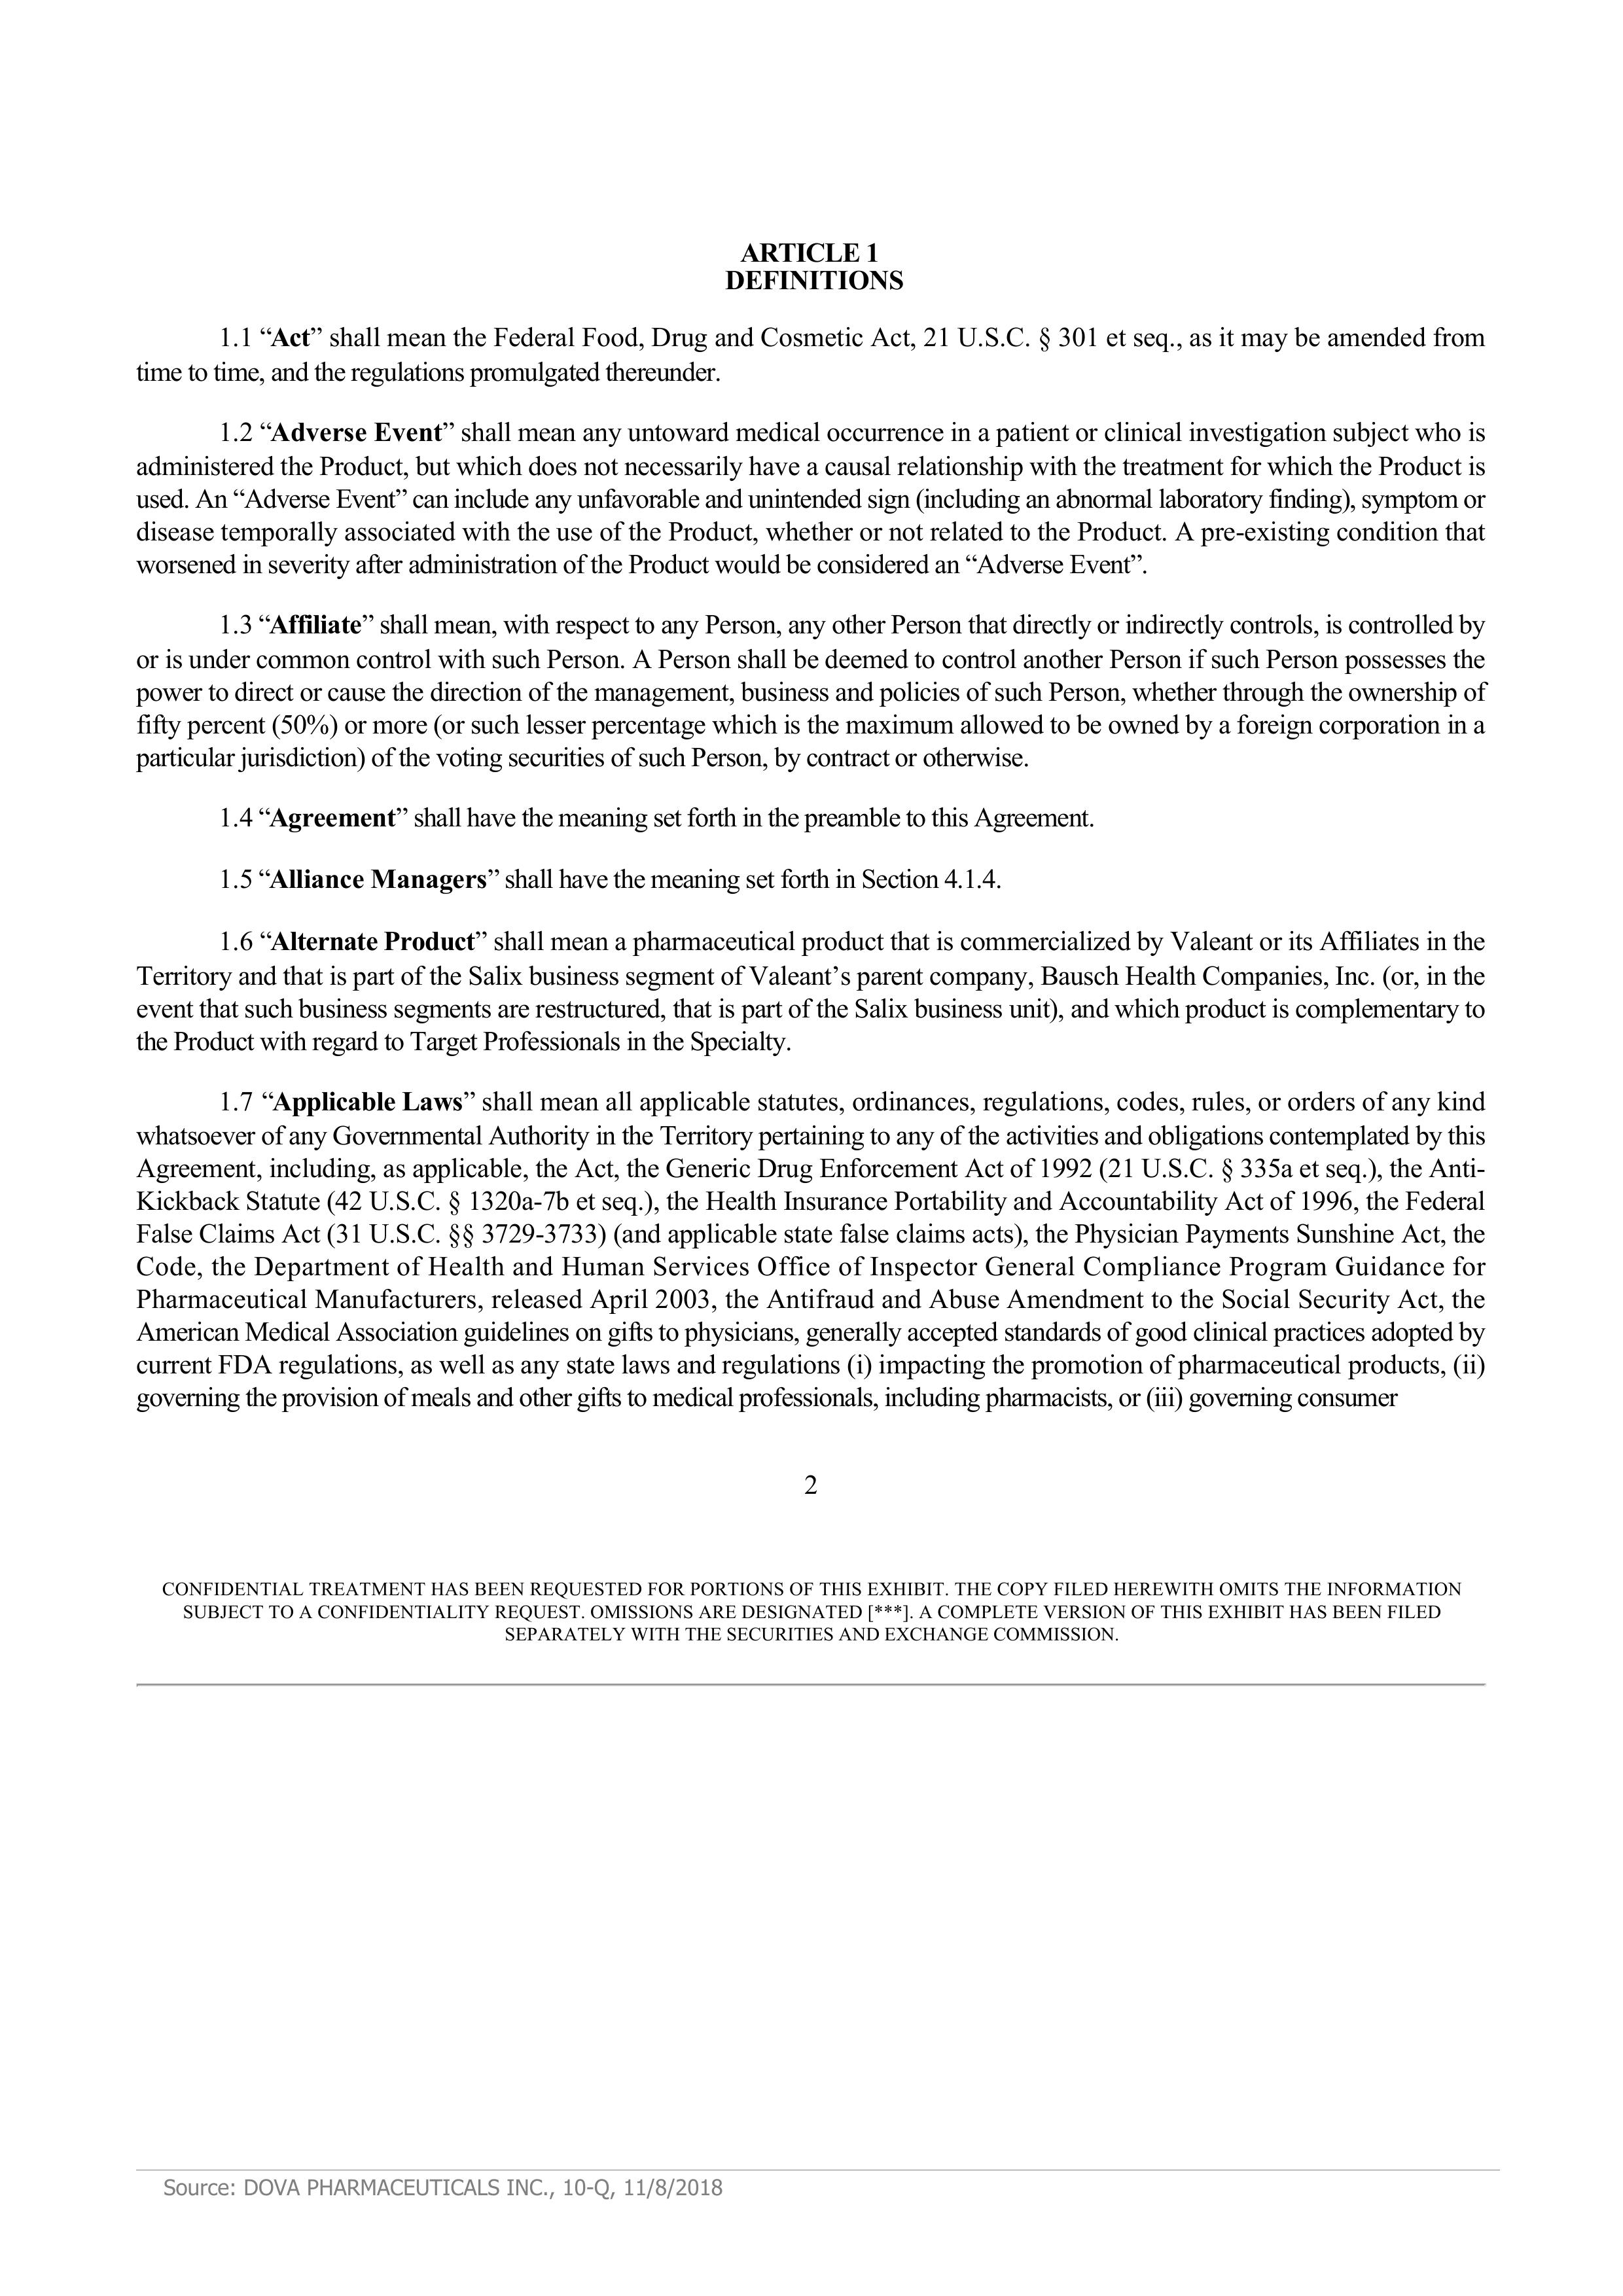 ARTICLE 1
DEFINITIONS
1.1 “Act” shall mean the Federal Food, Drug and Cosmetic Act, 21 U.S.C. § 301 et seq., as it may be amended from
time to time, and the regulations promulgated thereunder.
1.2 “Adverse Event” shall mean any untoward medical occurrence in a patient or clinical investigation subject who is
administered the Product, but which does not necessarily have a causal relationship with the treatment for which the Product is
used. An “Adverse Event” can include any unfavorable and unintended sign (including an abnormal laboratory finding), symptom or
disease temporally associated with the use of the Product, whether or not related to the Product. A pre-existing condition that
worsened in severity after administration of the Product would be considered an “Adverse Event”.
1.3 “Affiliate” shall mean, with respect to any Person, any other Person that directly or indirectly controls, is controlled by
or is under common control with such Person. A Person shall be deemed to control another Person if such Person possesses the
power to direct or cause the direction of the management, business and policies of such Person, whether through the ownership of
fifty percent (50%) or more (or such lesser percentage which is the maximum allowed to be owned by a foreign corporation in a
particular jurisdiction) of the voting securities of such Person, by contract or otherwise.
1.4 “Agreement” shall have the meaning set forth in the preamble to this Agreement.
1.5 “Alliance Managers” shall have the meaning set forth in Section 4.1.4.
1.6 “Alternate Product” shall mean a pharmaceutical product that is commercialized by Valeant or its Affiliates in the
Territory and that is part of the Salix business segment of Valeant’s parent company, Bausch Health Companies, Inc. (or, in the
event that such business segments are restructured, that is part of the Salix business unit), and which product is complementary to
the Product with regard to Target Professionals in the Specialty.
1.7 “Applicable Laws” shall mean all applicable statutes, ordinances, regulations, codes, rules, or orders of any kind
whatsoever of any Governmental Authority in the Territory pertaining to any of the activities and obligations contemplated by this
Agreement, including, as applicable, the Act, the Generic Drug Enforcement Act of 1992 (21 U.S.C. § 335a et seq.), the Anti-
Kickback Statute (42 U.S.C. § 1320a-7b et seq.), the Health Insurance Portability and Accountability Act of 1996, the Federal
False Claims Act (31 U.S.C. §§ 3729-3733) (and applicable state false claims acts), the Physician Payments Sunshine Act, the
Code, the Department of Health and Human Services Office of Inspector General Compliance Program Guidance for
Pharmaceutical Manufacturers, released April 2003, the Antifraud and Abuse Amendment to the Social Security Act, the
American Medical Association guidelines on gifts to physicians, generally accepted standards of good clinical practices adopted by
current FDA regulations, as well as any state laws and regulations (i) impacting the promotion of pharmaceutical products, (ii)
governing the provision of meals and other gifts to medical professionals, including pharmacists, or (iii) governing consumer
2
CONFIDENTIAL TREATMENT HAS BEEN REQUESTED FOR PORTIONS OF THIS EXHIBIT. THE COPY FILED HEREWITH OMITS THE INFORMATION
SUBJECT TO A CONFIDENTIALITY REQUEST. OMISSIONS ARE DESIGNATED [***]. A COMPLETE VERSION OF THIS EXHIBIT HAS BEEN FILED
SEPARATELY WITH THE SECURITIES AND EXCHANGE COMMISSION.
Source: DOVA PHARMACEUTICALS INC., 10-Q, 11/8/2018